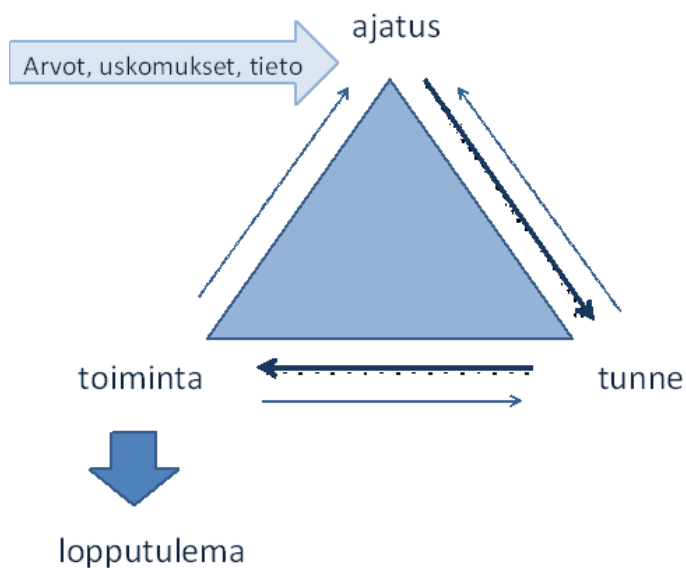 ajatus
Arvot, uskomukset, tieto
toiminta
tunne
lopputulema